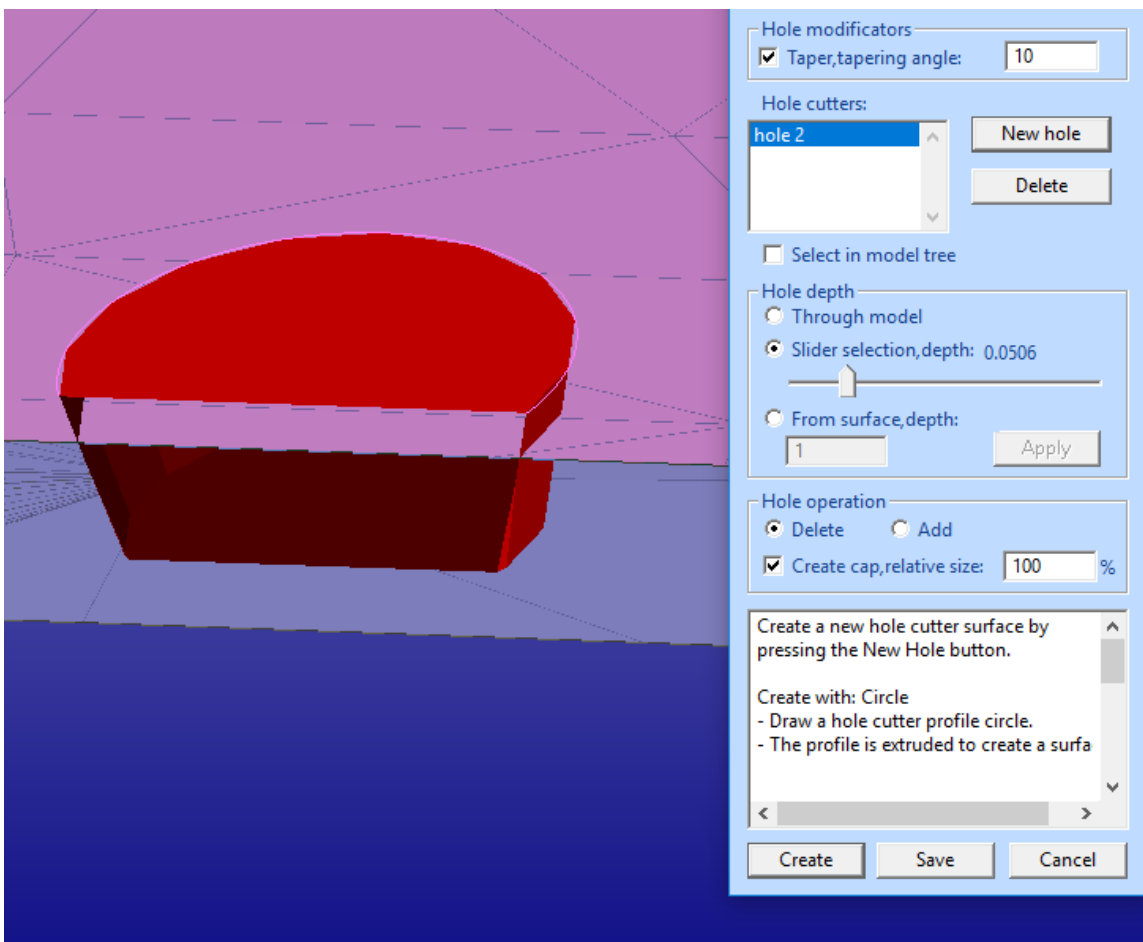 Hole modificators
Taper,tapering angle: 10
Hole cutters:
hole 2
New hole
Delete
Select in model tree
Hole depth
Through model
Slider selection,depth: 0.0506
From surface,depth:
1
Apply
Hole operation
Delete Add
Create cap,relative size: 100 %
Create a new hole cutter surface by
pressing the New Hole button.
Create with: Circle
- Draw a hole cutter profile circle.
- The profile is extruded to create a surfa
Create Save Cancel